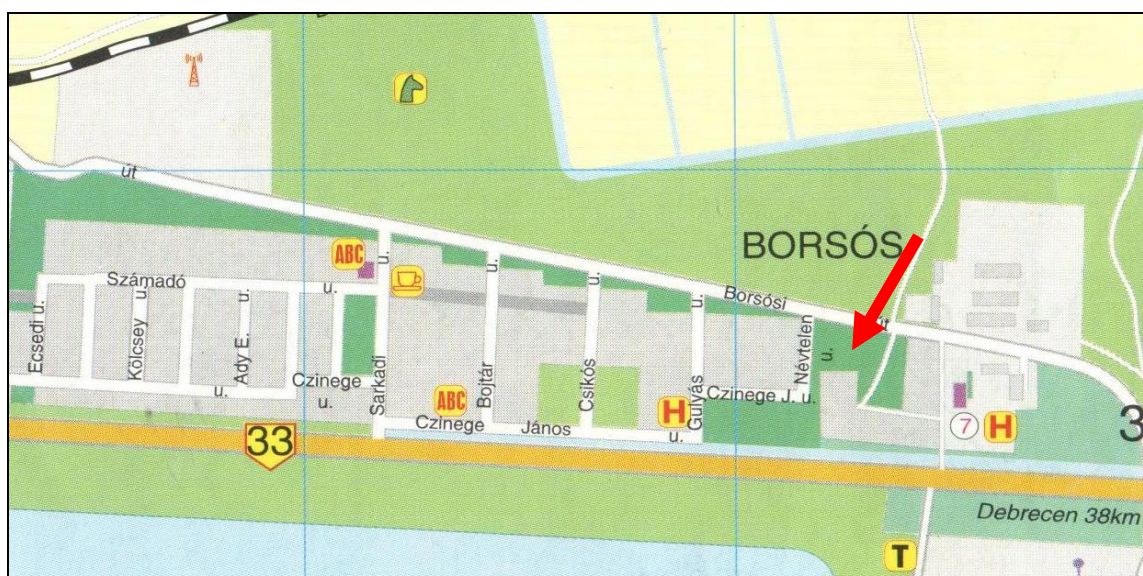 út
BORSÓS
ABC
u.
u.
u.
Számadó
u.
u.
u.
u.
Borsósi
út
Ecsedi u.
Kölcsey
Ady E.
Névtelen
u.
Czinege
u.
u.
Sarkadi
Bojtár
Csikós
Gulyás
Czinege J. u.
ABC
Czinege
János
u.
H
7
H
3
33
Debrecen 38km
T